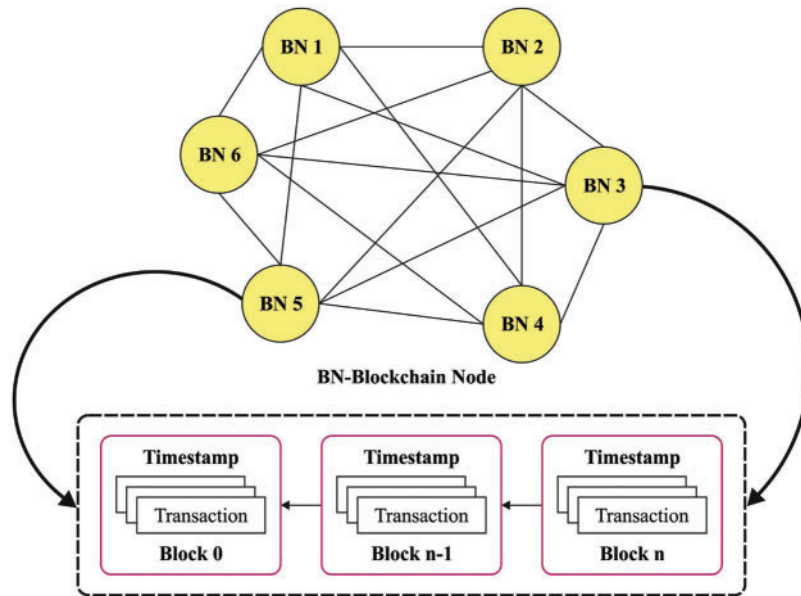 BN 1
BN 2
BN 6
BN 3
BN 5
BN 4
BN-Blockchain Node
Timestamp
Transaction
Block 0
Timestamp
Transaction
Block n-1
Timestamp
Transaction
Block n